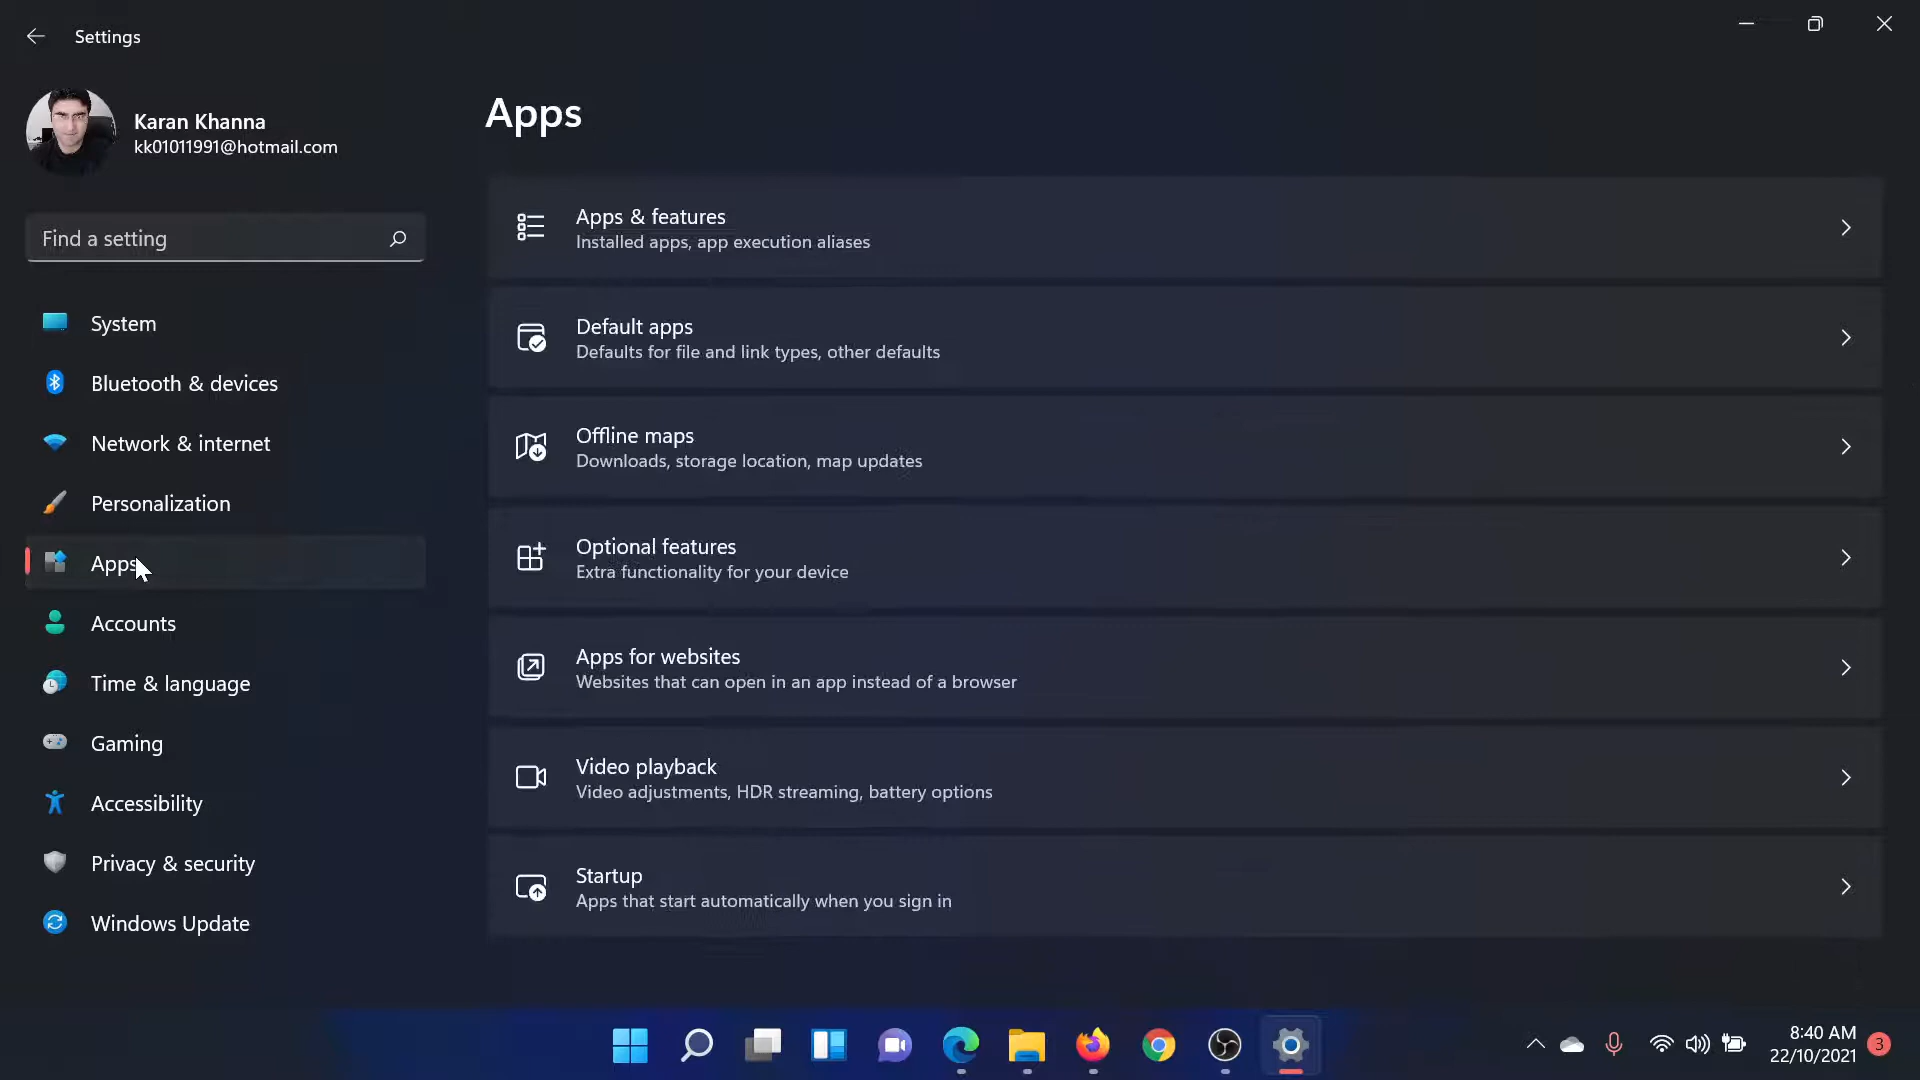 Settings
Karan Khanna
kk01011991@hotmail.com
Find a setting
System
Bluetooth & devices
Network & internet
Personalization
Apps
Accounts
Time & language
Gaming
Accessibility
Privacy & security
Windows Update
Apps
Apps & features
Installed apps, app execution aliases
Default apps
Defaults for file and link types, other defaults
Offline maps
Downloads, storage location, map updates
Optional features
Extra functionality for your device
Apps for websites
Websites that can open in an app instead of a browser
Video playback
Video adjustments, HDR streaming, battery options
Startup
Apps that start automatically when you sign in
8:40 AM
22/10/2021
3